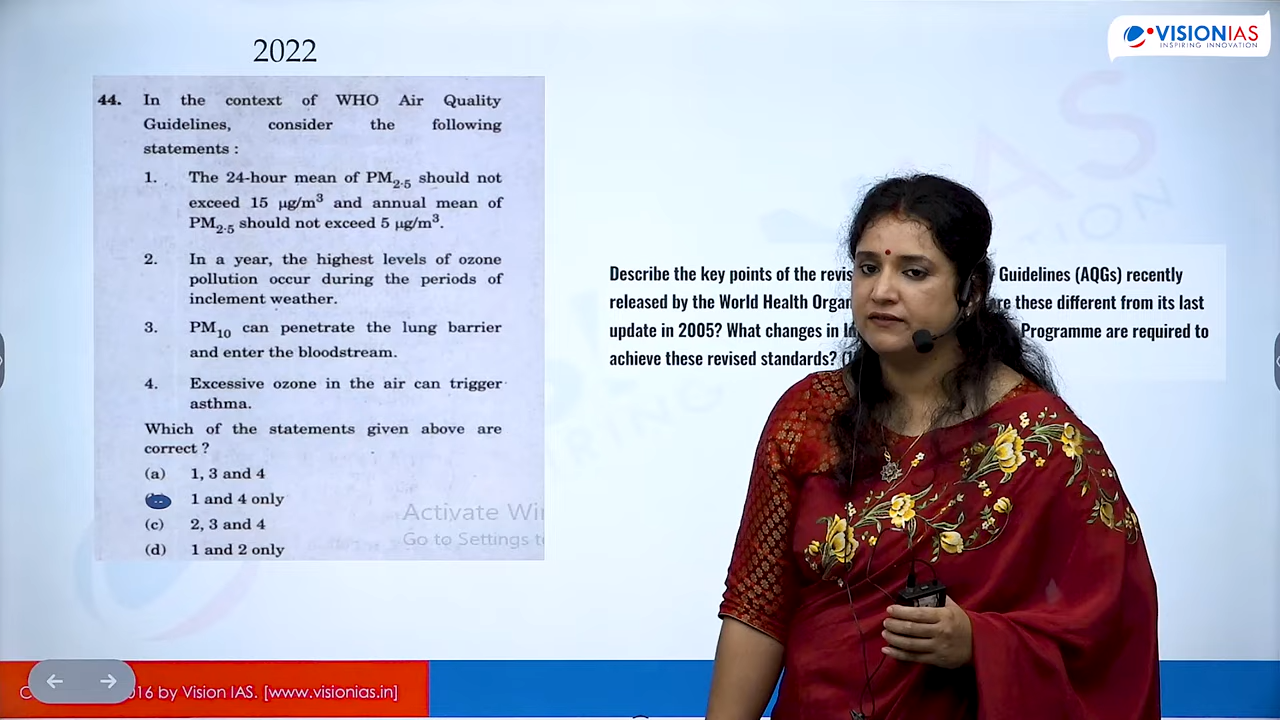 VISIONIAS
INSPIRING INNOVATION
2022
44. In the context of WHO Air Quality
Guidelines, consider the following
statements :
1. The 24-hour mean of PM2.5 should not
exceed 15 µg/m³ and annual mean of
PM2.5 should not exceed 5 µg/m³.
2. In a year, the highest levels of ozone
pollution occur during the periods of
inclement weather.
3. PM10 can penetrate the lung barrier
and enter the bloodstream.
4. Excessive ozone in the air can trigger
asthma.
Which of the statements given above are
correct ?
(a) 1, 3 and 4
1 and 4 only
(c) 2, 3 and 4
(d) 1 and 2 only
Activate
Go to Settings
Describe the key points of the Guidelines (AQGs) recently
released by the World Health these different from its last
update in 2005? What changes in Programme are required to
achieve these revised standards?
by Vision IAS. [www.visionias.in]